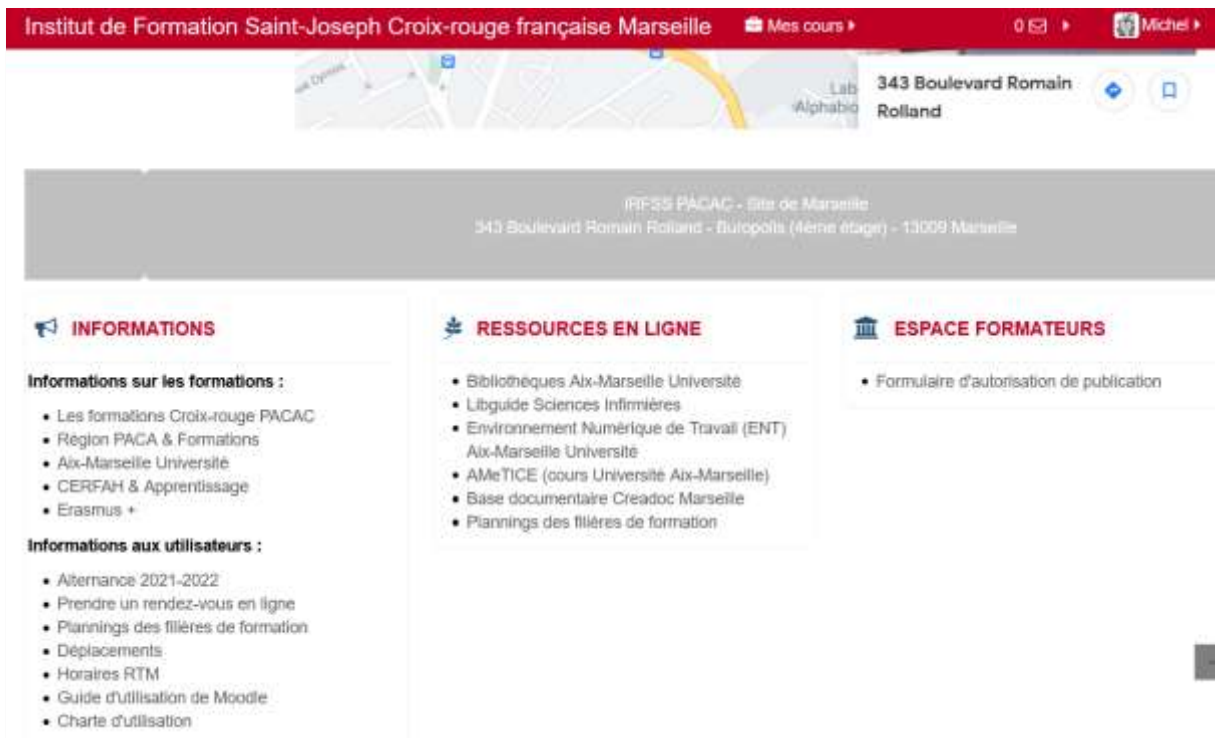 Institut de Formation Saint-Joseph Croix-rouge française Marseille
Mes cours
0
Michel
Lab
Alphabio
343 Boulevard Romain
Rolland
IRFSS PACAC - Site de Marseille
343 Boulevard Romain Rolland - Buropolis (4ème étage) - 13009 Marseille
INFORMATIONS
Informations sur les formations :
• Les formations Croix-rouge PACAC
• Région PACA & Formations
• Aix-Marseille Université
• CERFAH & Apprentissage
• Erasmus +
Informations aux utilisateurs :
• Alternance 2021-2022
• Prendre un rendez-vous en ligne
• Plannings des filières de formation
• Déplacements
• Horaires RTM
• Guide d'utilisation de Moodle
• Charte d'utilisation
RESSOURCES EN LIGNE
• Bibliothèques Aix-Marseille Université
• Libguide Sciences Infirmières
• Environnement Numérique de Travail (ENT)
Aix-Marseille Université
• AMeTICE (cours Université Aix-Marseille)
• Base documentaire Creadoc Marseille
• Plannings des filières de formation
ESPACE FORMATEURS
• Formulaire d'autorisation de publication